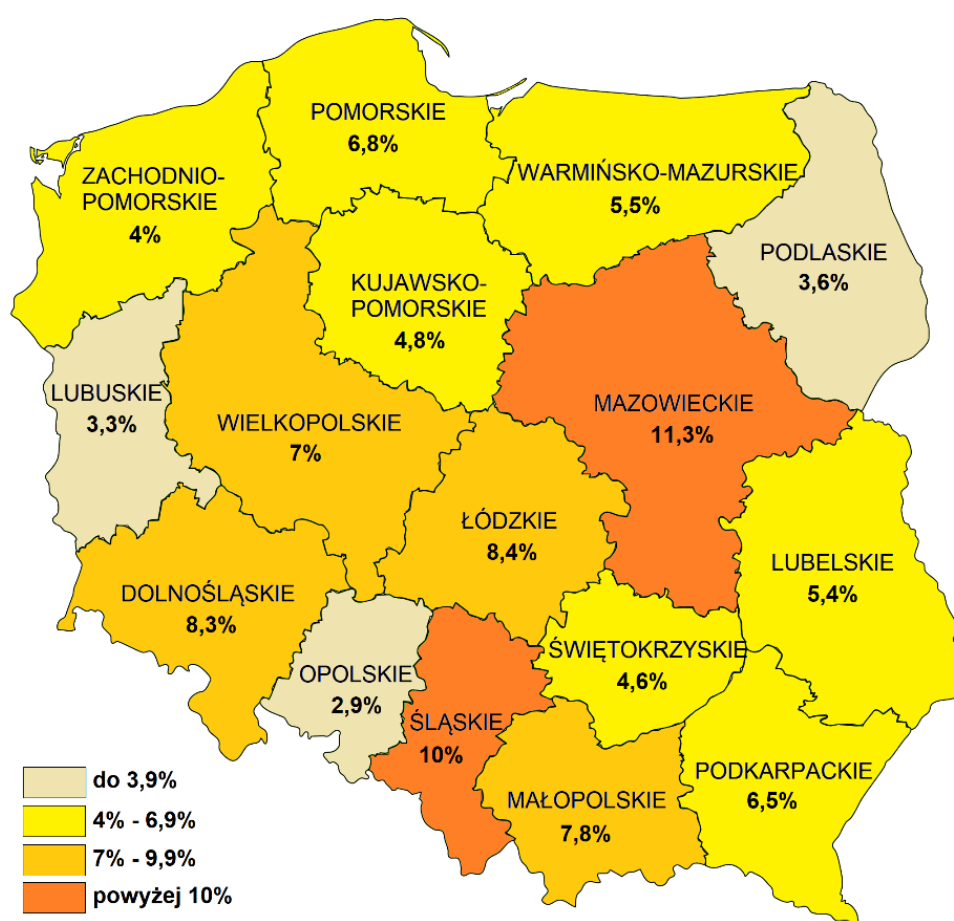 POMORSKIE
6,8%
ZACHODNIO-
POMORSKIE
4%
WARMIŃSKO-MAZURSKIE
5,5%
PODLASKIE
3,6%
KUJAWSKO-
POMORSKIE
4,8%
LUBUSKIE
3,3%
WIELKOPOLSKIE
7%
MAZOWIECKIE
11,3%
ŁÓDZKIE
8,4%
LUBELSKIE
5,4%
DOLNOŚLĄSKIE
8,3%
OPOLSKIE
2,9%
ŚWIĘTOKRZYSKIE
4,6%
ŚLĄSKIE
10%
MAŁOPOLSKIE
7,8%
PODKARPACKIE
6,5%
do 3,9%
4% - 6,9%
7% - 9,9%
powyżej 10%